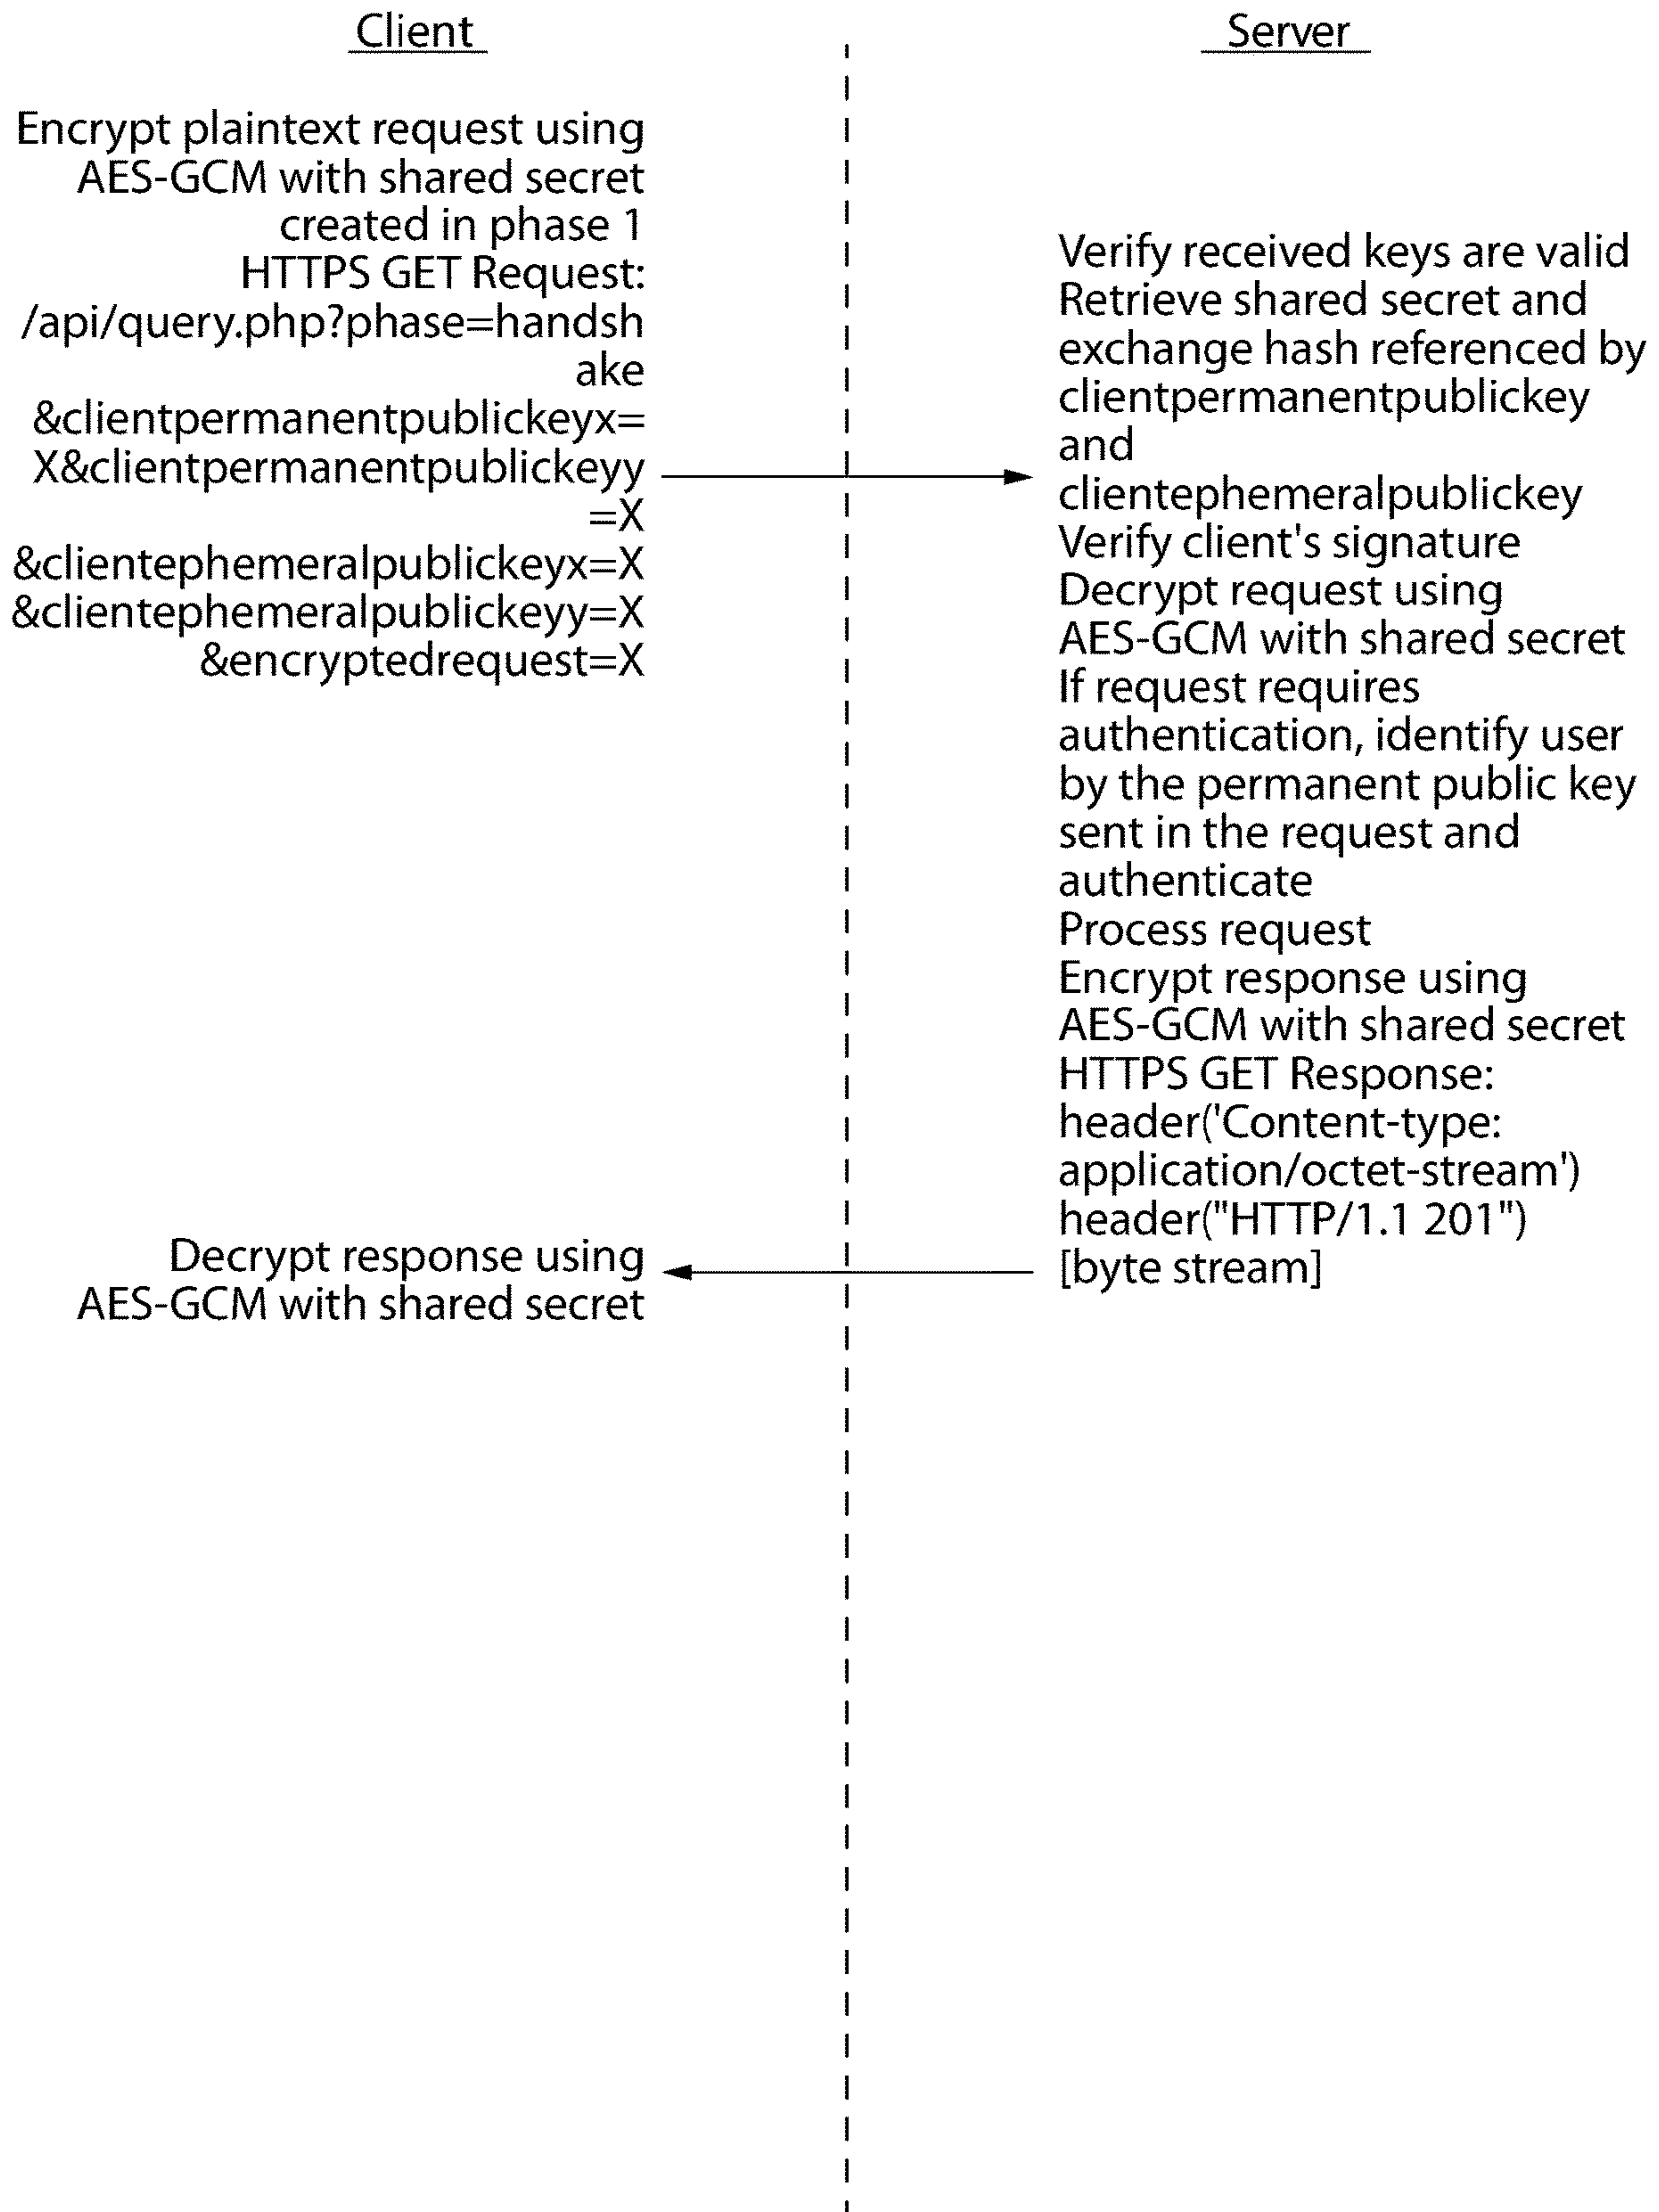 Client
Server
Encrypt plaintext request using
AES-GCM with shared secret
created in phase 1
HTTPS GET Request:
/api/query.php?phase=handsh
ake
&clientpermanentpublickeyx=
X&clientpermanentpublickeyy
=X
&clientephemeralpublickeyx=X
&clientephemeralpublickeyy=X
&encryptedrequest=X
Verify received keys are valid
Retrieve shared secret and
exchange hash referenced by
clientpermanentpublickey
and
clientephemeralpublickey
Verify client's signature
Decrypt request using
AES-GCM with shared secret
If request requires
authentication, identify user
by the permanent public key
sent in the request and
authenticate
Process request
Encrypt response using
AES-GCM with shared secret
HTTPS GET Response:
header('Content-type:
application/octet-stream')
header("HTTP/1.1 201")
[byte stream]
Decrypt response using
AES-GCM with shared secret